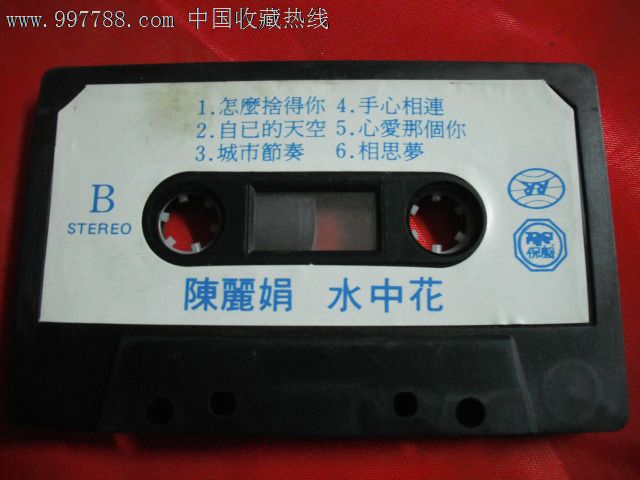 www.997788.com 中国收藏热线
1.怎麼捨得你 4.手心相連
2.自已的天空 5.心愛那個你
3.城市節奏 6.相思夢
B
STEREO
陳麗娟 水中花